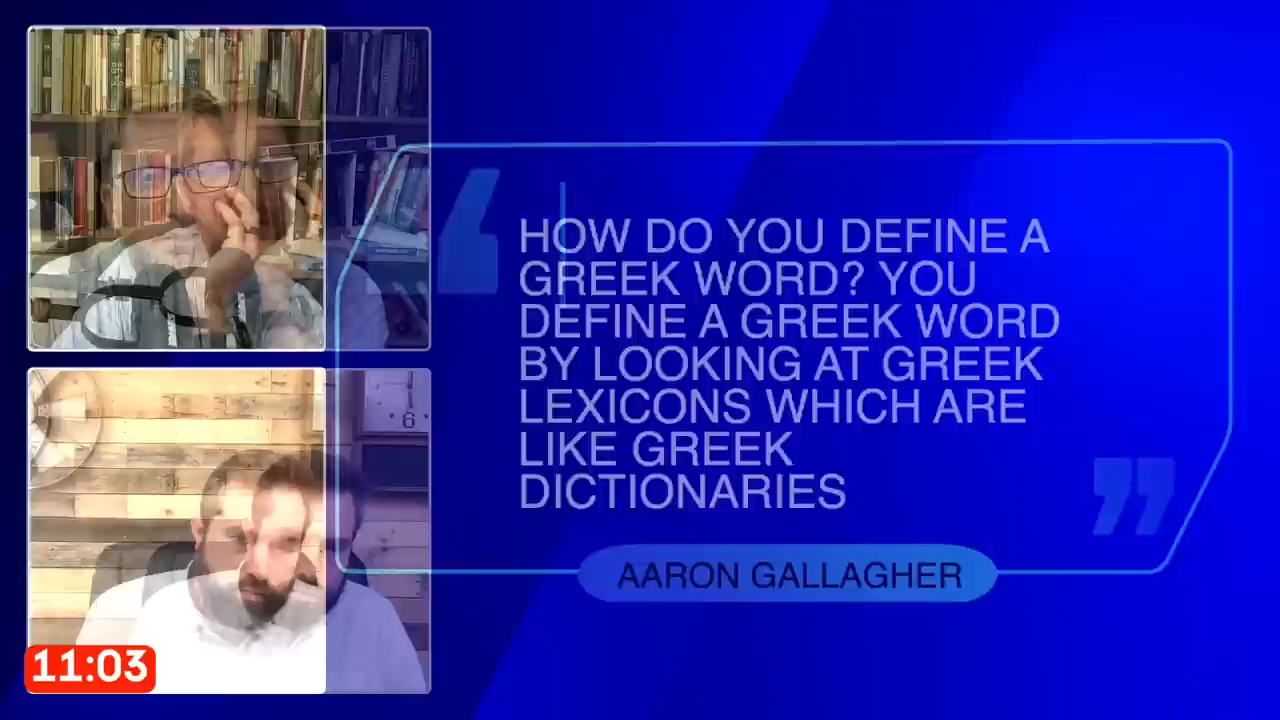 HOW DO YOU DEFINE A
GREEK WORD? YOU
DEFINE A GREEK WORD
BY LOOKING AT GREEK
LEXICONS WHICH ARE
LIKE GREEK
DICTIONARIES
AARON GALLAGHER
11:03